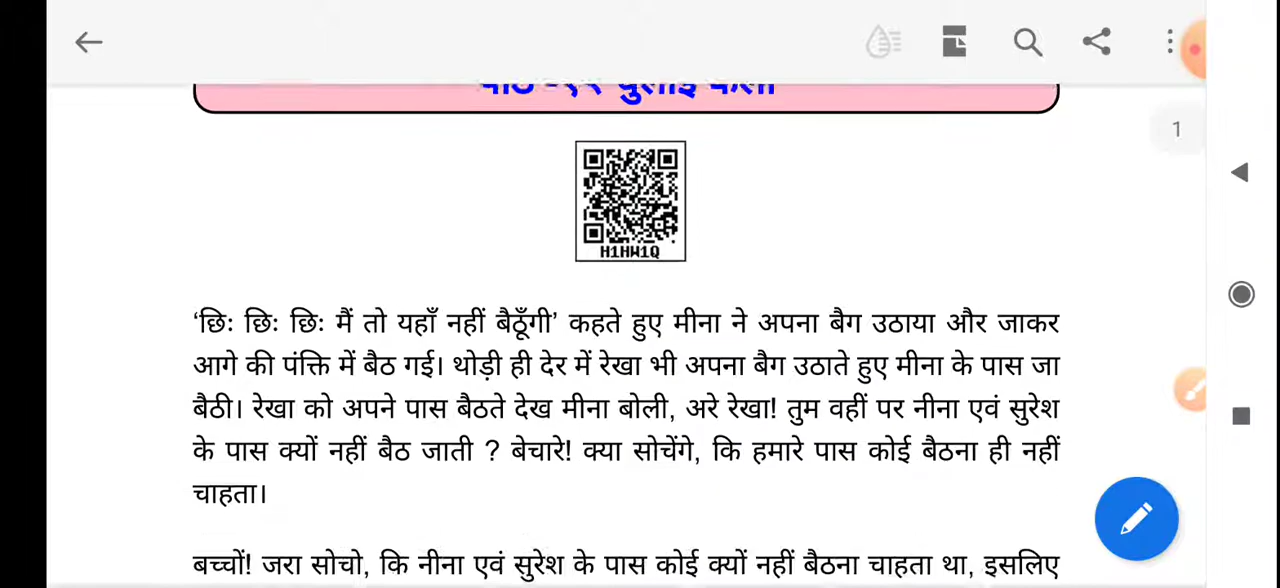 1
H1HW1Q
‘छिः छिः छिः मैं तो यहाँ नहीं बैठूँगी’ कहते हुए मीना ने अपना बैग उठाया और जाकर
आगे की पंक्ति में बैठ गई। थोड़ी ही देर में रेखा भी अपना बैग उठाते हुए मीना के पास जा
बैठी। रेखा को अपने पास बैठते देख मीना बोली, अरे रेखा! तुम वहीं पर नीना एवं सुरेश
के पास क्यों नहीं बैठ जाती ? बेचारे! क्या सोचेंगे, कि हमारे पास कोई बैठना ही नहीं
चाहता।
बच्चों! जरा सोचो, कि नीना एवं सुरेश के पास कोई क्यों नहीं बैठना चाहता था, इसलिए